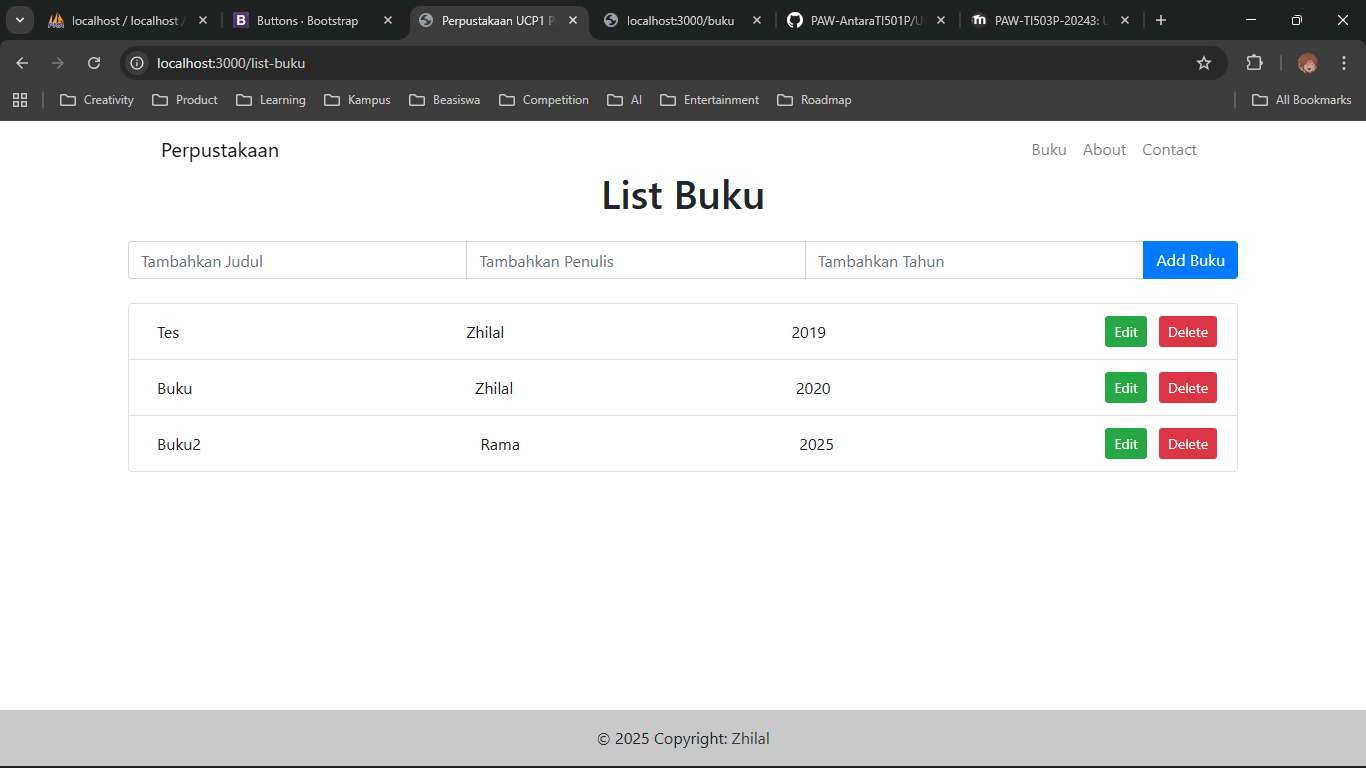 localhost / localhost /
Buttons · Bootstrap
Perpustakaan UCP1 P
localhost:3000/buku
PAW-AntaraTI501P/U
PAW-TI503P-20243: U
localhost:3000/list-buku
Creativity Product Learning Kampus Beasiswa Competition AI Entertainment Roadmap All Bookmarks
Perpustakaan Buku About Contact
List Buku
Tambahkan Judul Tambahkan Penulis Tambahkan Tahun Add Buku
Tes Zhilal 2019 Edit Delete
Buku Zhilal 2020 Edit Delete
Buku2 Rama 2025 Edit Delete
© 2025 Copyright: Zhilal